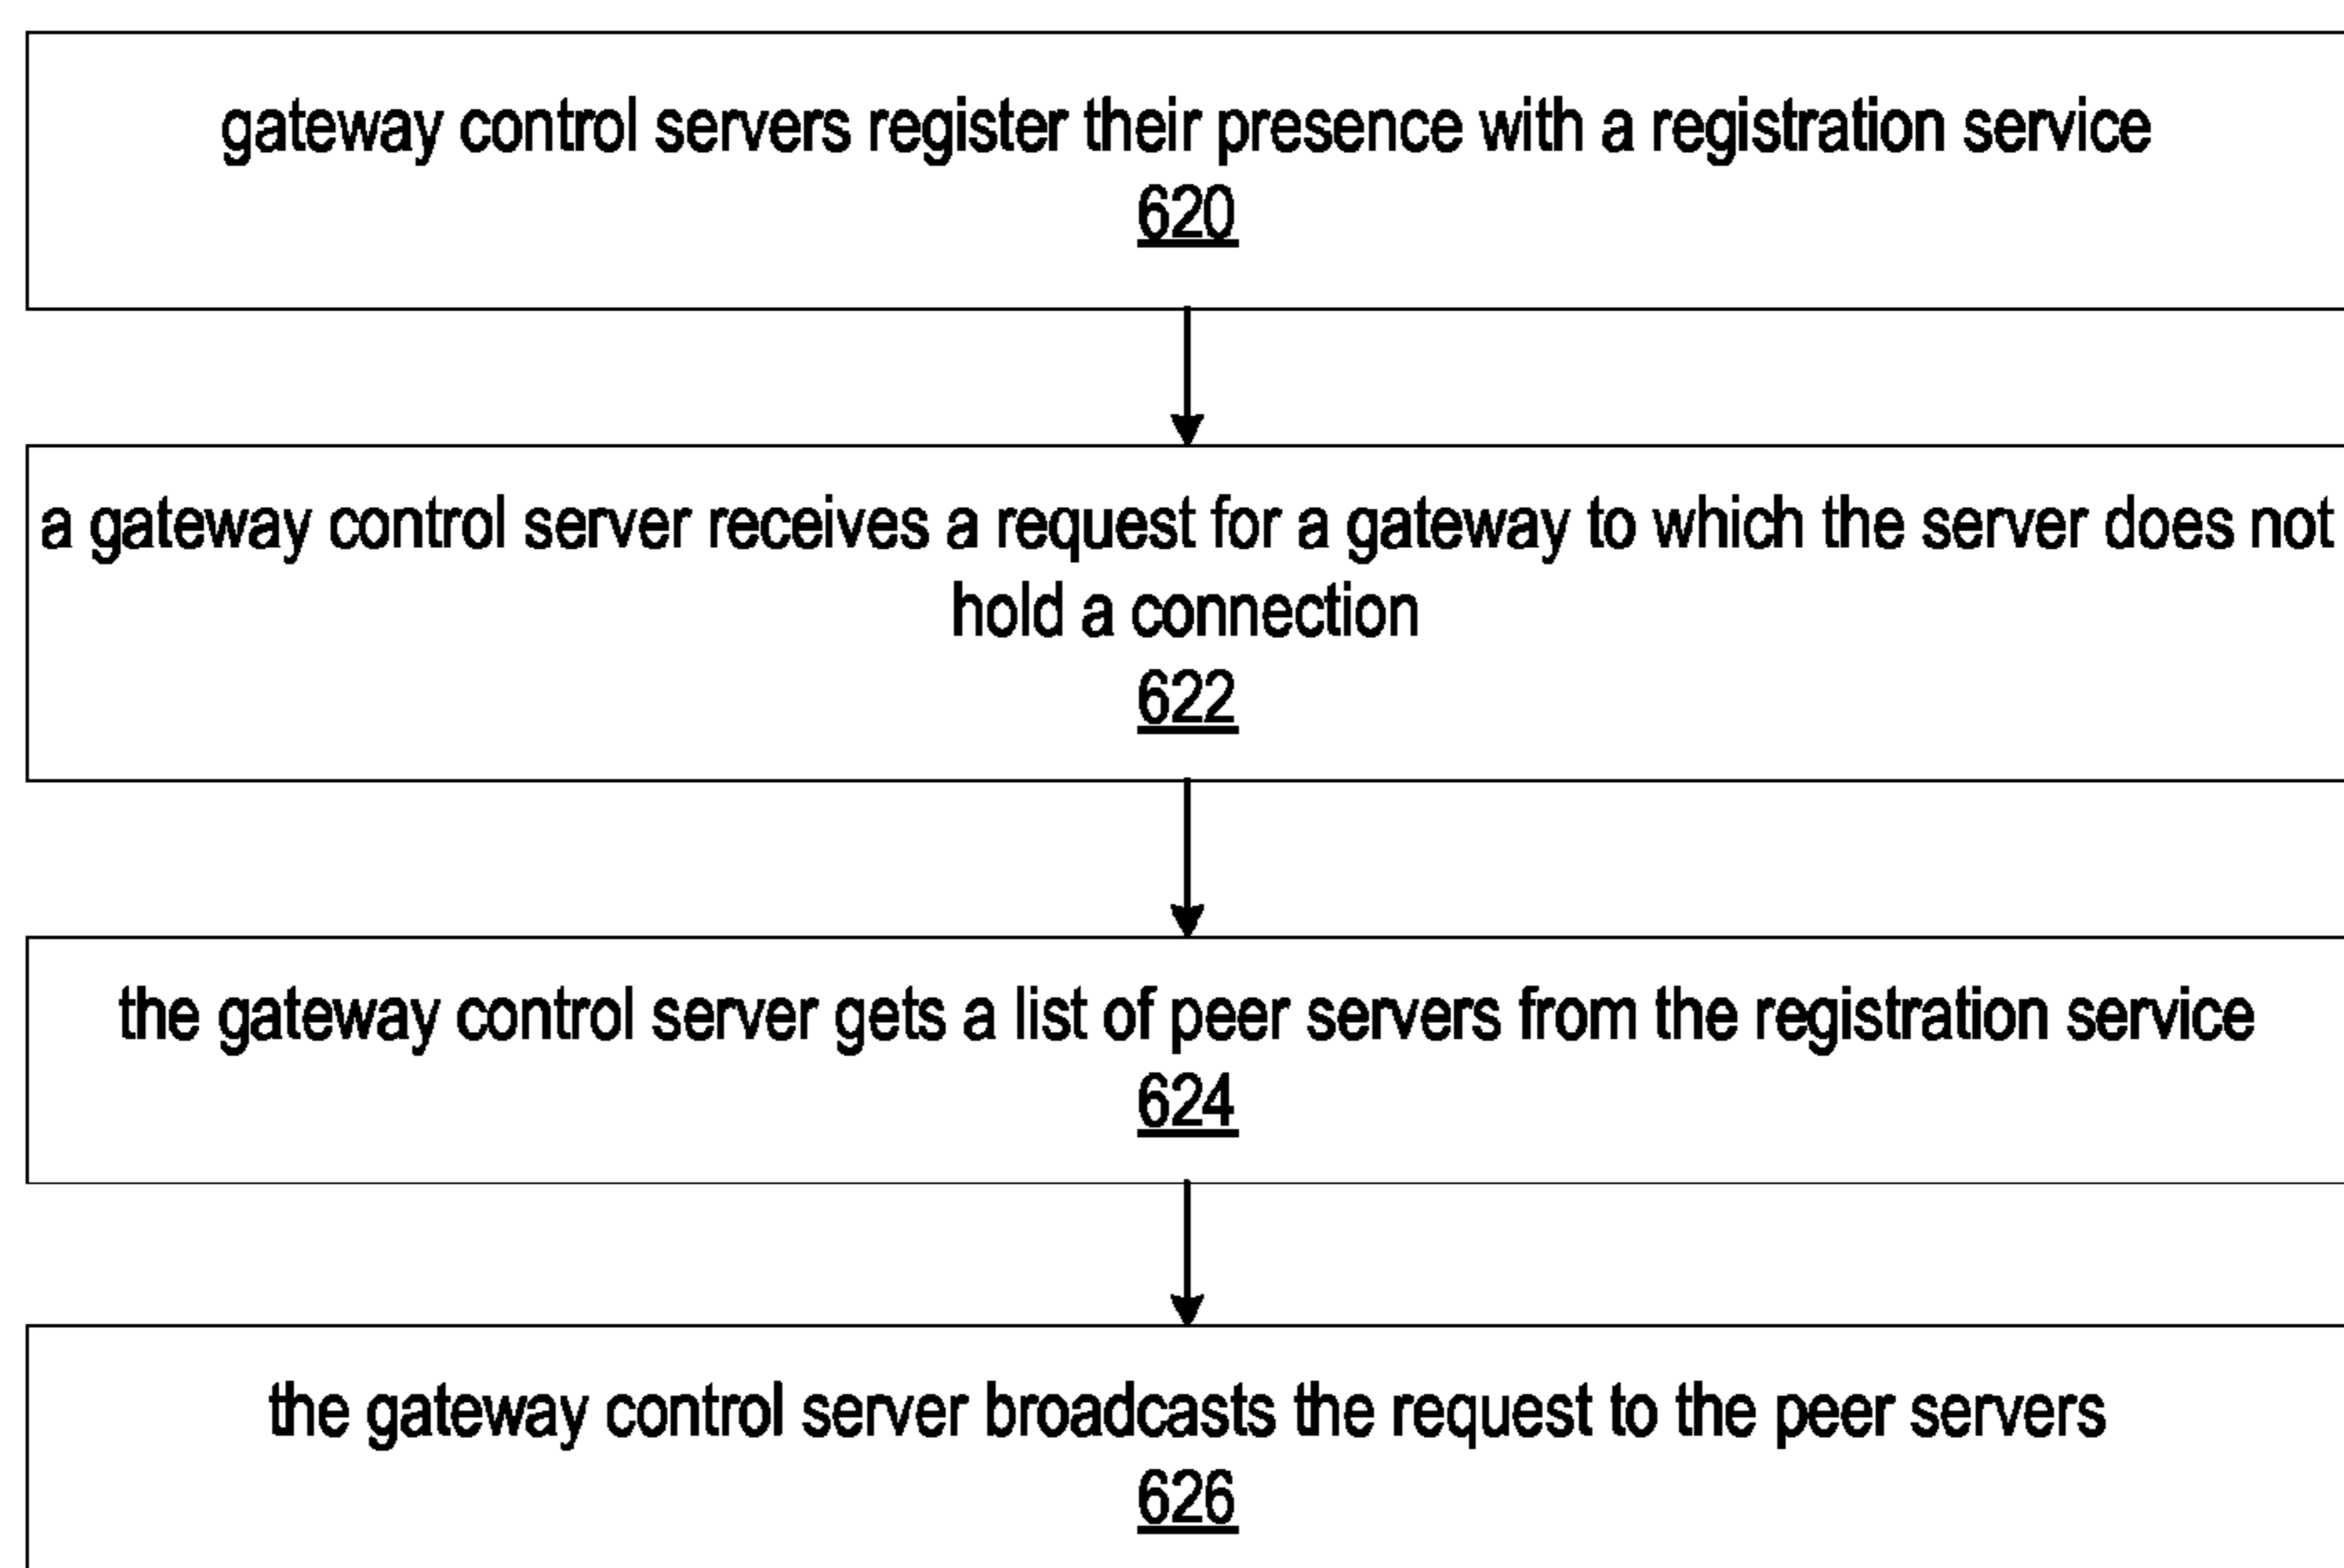 gateway control servers register their presence with a registration service
620
a gateway control server receives a request for a gateway to which the server does not
hold a connection
622
the gateway control server gets a list of peer servers from the registration service
624
the gateway control server broadcasts the request to the peer servers
626